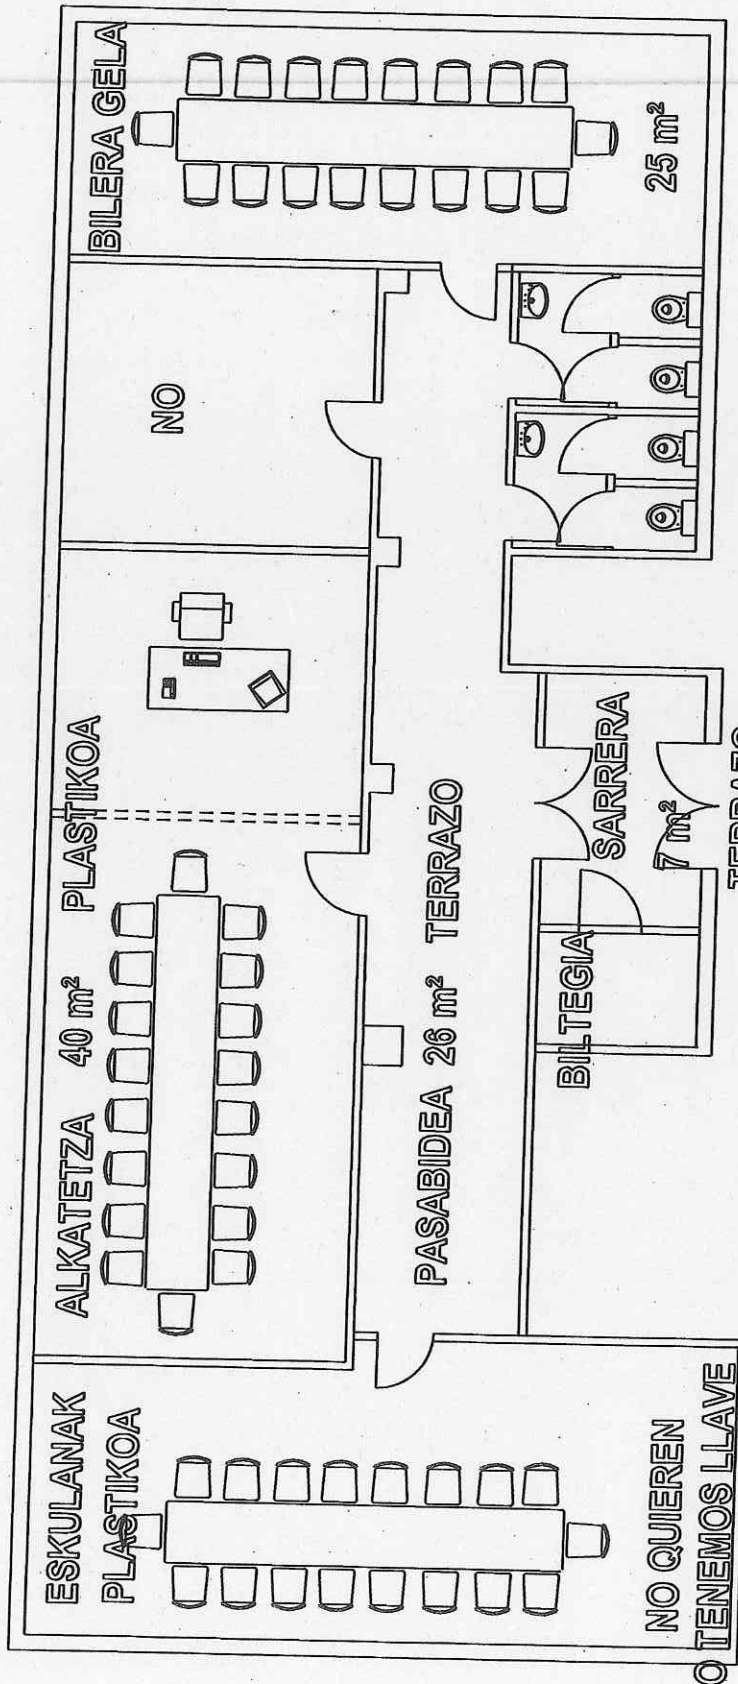 BILERA GELA
25 m²
NO
PLASTIKOA
ALKATETZA 40 m²
PASABIDEA 26 m² TERRAZO
SARRERA
7 m²
TERRAZO
BILTEGIA
ESKULANAK
PLASTIKOA
NO QUIEREN
O TENEMOS LLAVE